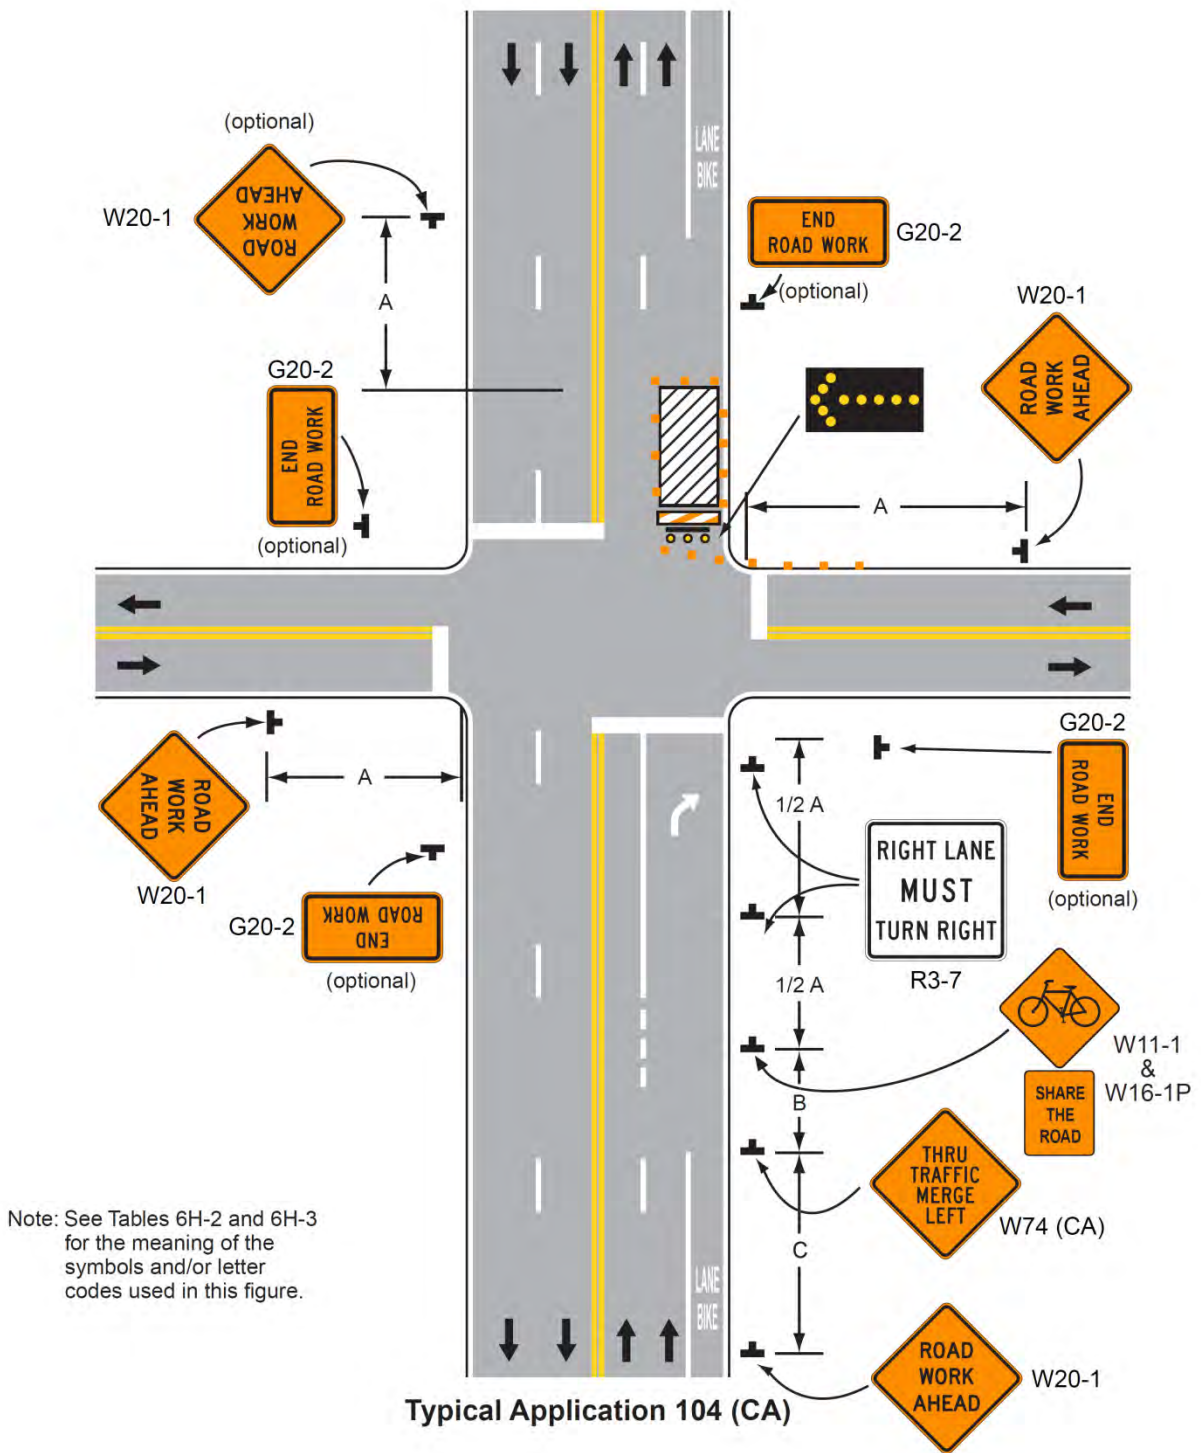 (optional)
W20-1
ROAD
WORK
AHEAD
A
G20-2
END
ROAD WORK
(optional)
LANE
BIKE
END
ROAD WORK
G20-2
(optional)
W20-1
ROAD
WORK
AHEAD
A
ROAD
WORK
AHEAD
W20-1
A
G20-2
END
ROAD WORK
(optional)
1/2 A
G20-2
END
ROAD WORK
(optional)
RIGHT LANE
MUST
TURN RIGHT
R3-7
1/2 A
W11-1
&
W16-1P
SHARE
THE
ROAD
B
THRU
TRAFFIC
MERGE
LEFT
W74 (CA)
C
LANE
BIKE
ROAD
WORK
AHEAD
W20-1
Note: See Tables 6H-2 and 6H-3
for the meaning of the
symbols and/or letter
codes used in this figure.
Typical Application 104 (CA)